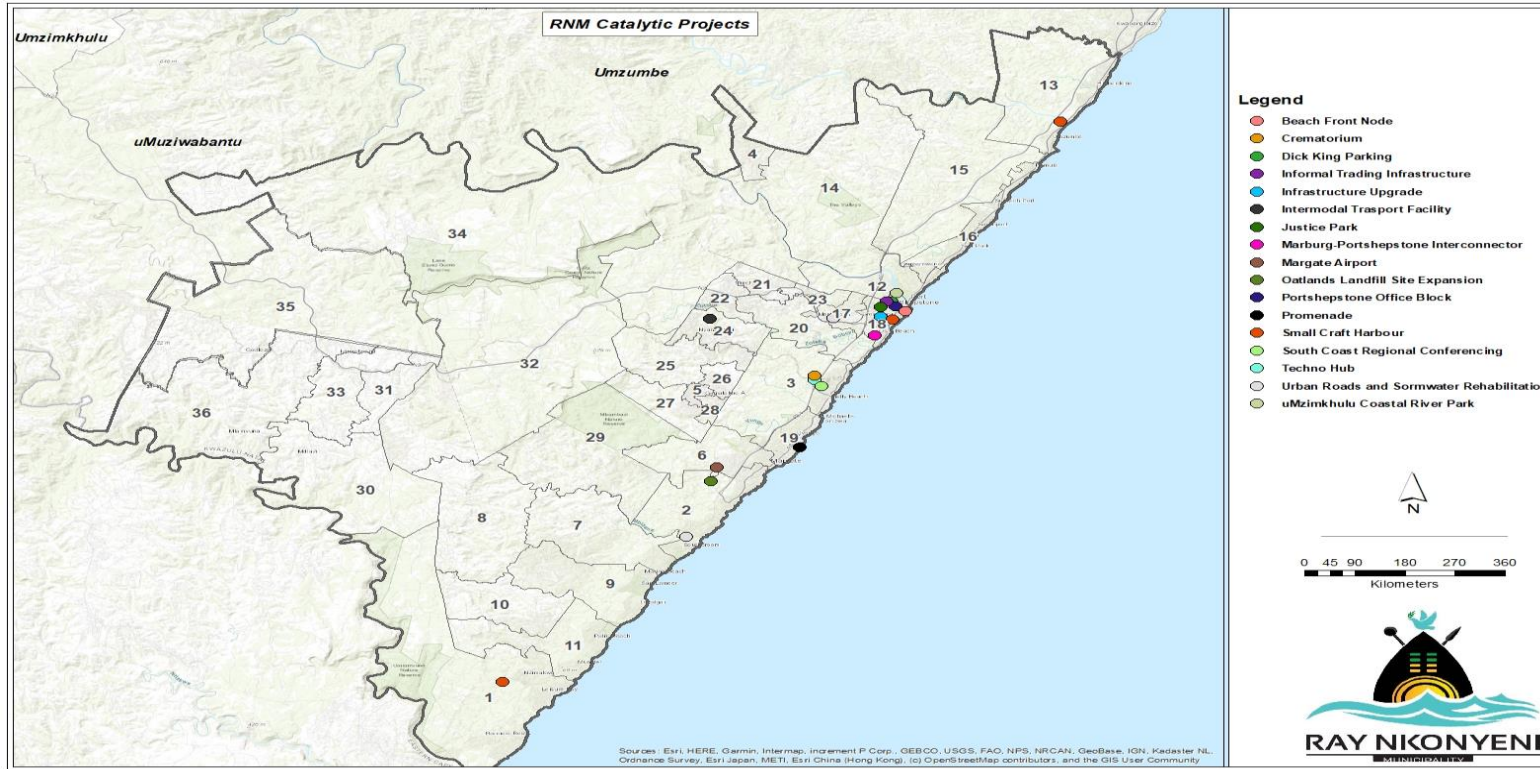 RNM Catalytic Projects
Umzimkhulu
Umzumbe
uMuziwabantu
13
4
15
14
34
16
21
22
12
23
17
35
18
24
20
32
25
3
26
33
31
5
36
27
28
29
19
6
30
2
8
7
9
10
11
1
Legend
Beach Front Node
Crematorium
Dick King Parking
Informal Trading Infrastructure
Infrastructure Upgrade
Intermodal Trasport Facility
Justice Park
Marburg-Portshepstone Interconnector
Margate Airport
Oatlands Landfill Site Expansion
Portshepstone Office Block
Promenade
Small Craft Harbour
South Coast Regional Conferencing
Techno Hub
Urban Roads and Sormwater Rehabilitatio
uMzimkhulu Coastal River Park
N
0 45 90 180 270 360
Kilometers
RAY NKONYENI
MUNICIPALITY
Sources: Esri, HERE, Garmin, Intermap, increment P Corp., GEBCO, USGS, FAO, NPS, NRCAN, GeoBase, IGN, Kadaster NL,
Ordnance Survey, Esri Japan, METI, Esri China (Hong Kong), (c) OpenStreetMap contributors, and the GIS User Community